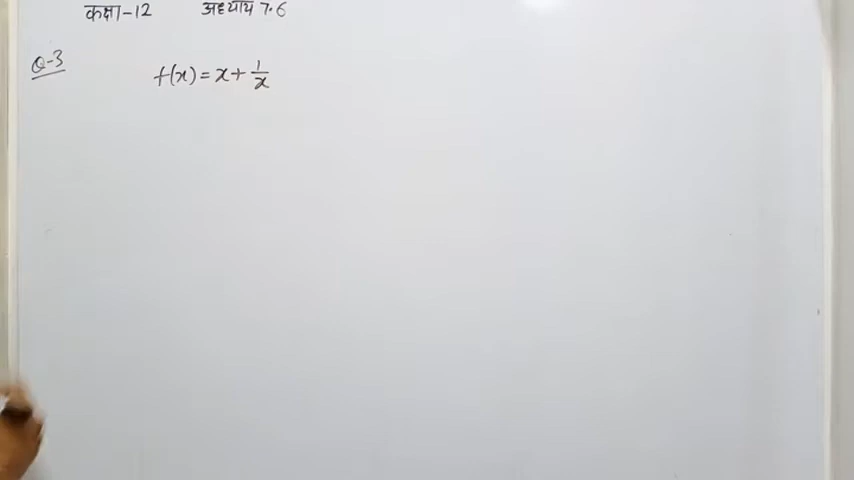 कक्षा-12 अध्याय 7.6
Q-3 f(x) = x + 1/x